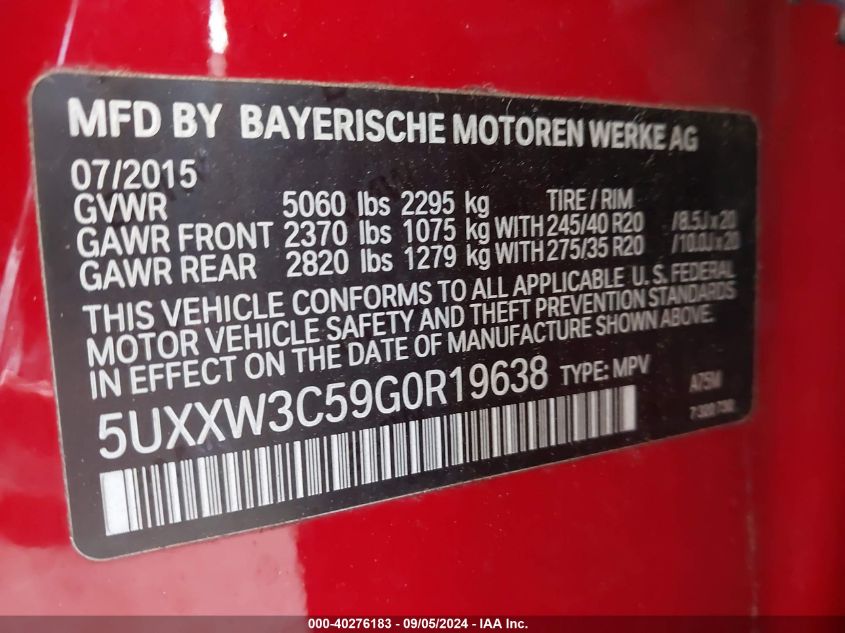 MFD BY BAYERISCHE MOTOREN WERKE AG
07/2015
GVWR 5060 lbs 2295 kg TIRE / RIM
GAWR FRONT 2370 lbs 1075 kg WITH 245/40 R20 /8.5J x 20
GAWR REAR 2820 lbs 1279 kg WITH 275/35 R20 /10.0J x 20
THIS VEHICLE CONFORMS TO ALL APPLICABLE U.S. FEDERAL
MOTOR VEHICLE SAFETY AND THEFT PREVENTION STANDARDS
IN EFFECT ON THE DATE OF MANUFACTURE SHOWN ABOVE.
5UXXW3C59G0R19638 TYPE: MPV A75M
000-40276183 - 09/05/2024 - IAA Inc.